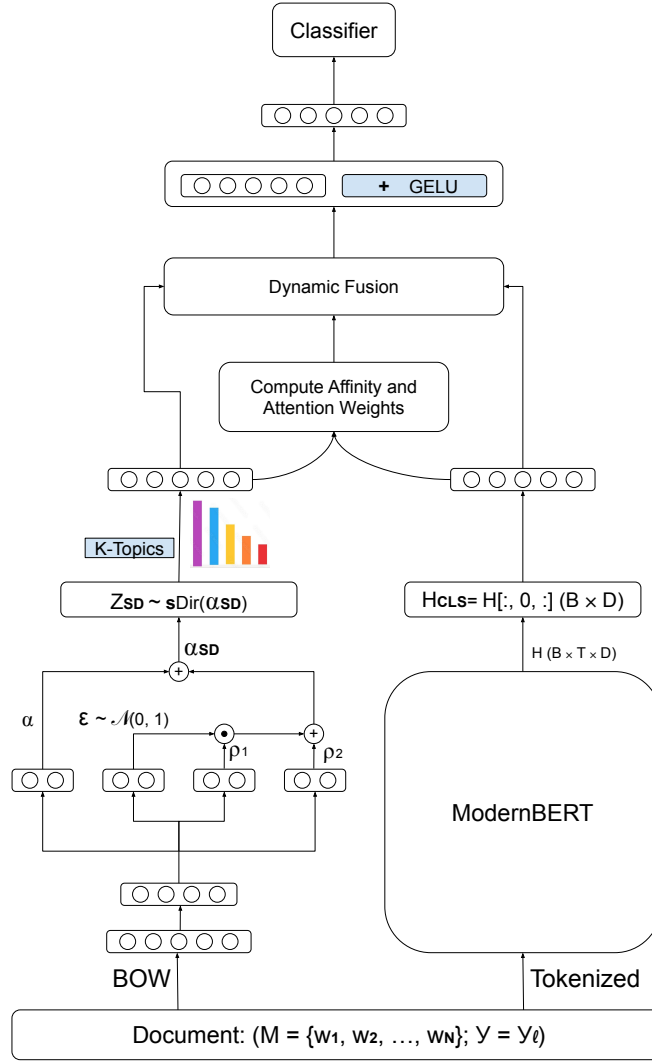 Classifier
+ GELU
Dynamic Fusion
Compute Affinity and
Attention Weights
K-Topics
ZSD ~ sDir(αSD)
HCLS= H[:, 0, :] (B × D)
αSD
H (B × T × D)
α
ε ~ 𝒩(0, 1)
ρ1
ρ2
ModernBERT
BOW
Tokenized
Document: (M = {w1, w2, …, wN}; y = yℓ)